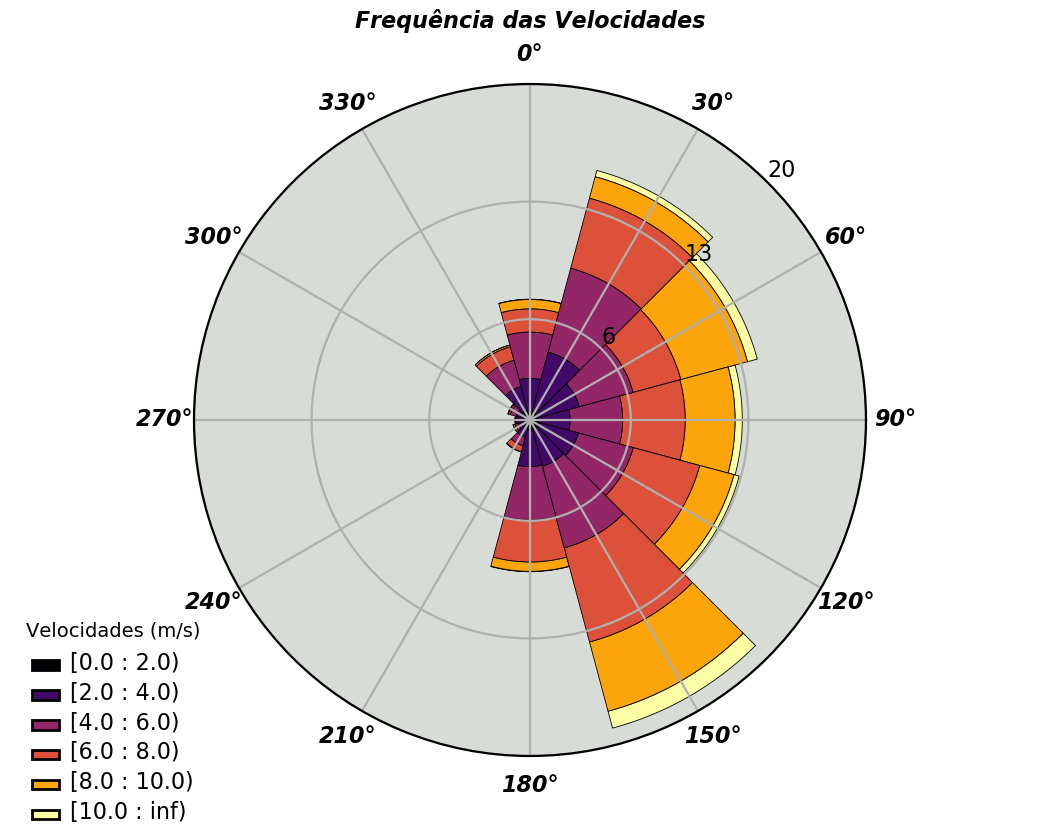 Frequência das Velocidades
0°
330°
30°
20
300°
60°
13
6
270°
90°
240°
120°
210°
150°
180°
Velocidades (m/s)
[0.0 : 2.0)
[2.0 : 4.0)
[4.0 : 6.0)
[6.0 : 8.0)
[8.0 : 10.0)
[10.0 : inf)